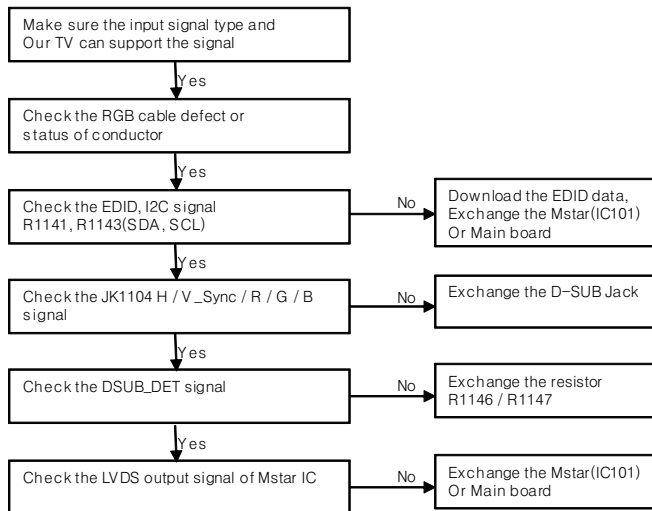 Make sure the input signal type and
Our TV can support the signal
Yes
Check the RGB cable defect or
status of conductor
Yes
Check the EDID, I2C signal
R1141, R1143(SDA, SCL)
No
Download the EDID data,
Exchange the Mstar(IC101)
Or Main board
Yes
Check the JK1104 H / V_Sync / R / G / B
signal
No
Exchange the D-SUB Jack
Yes
Check the DSUB_DET signal
No
Exchange the resistor
R1146 / R1147
Yes
Check the LVDS output signal of Mstar IC
No
Exchange the Mstar(IC101)
Or Main board